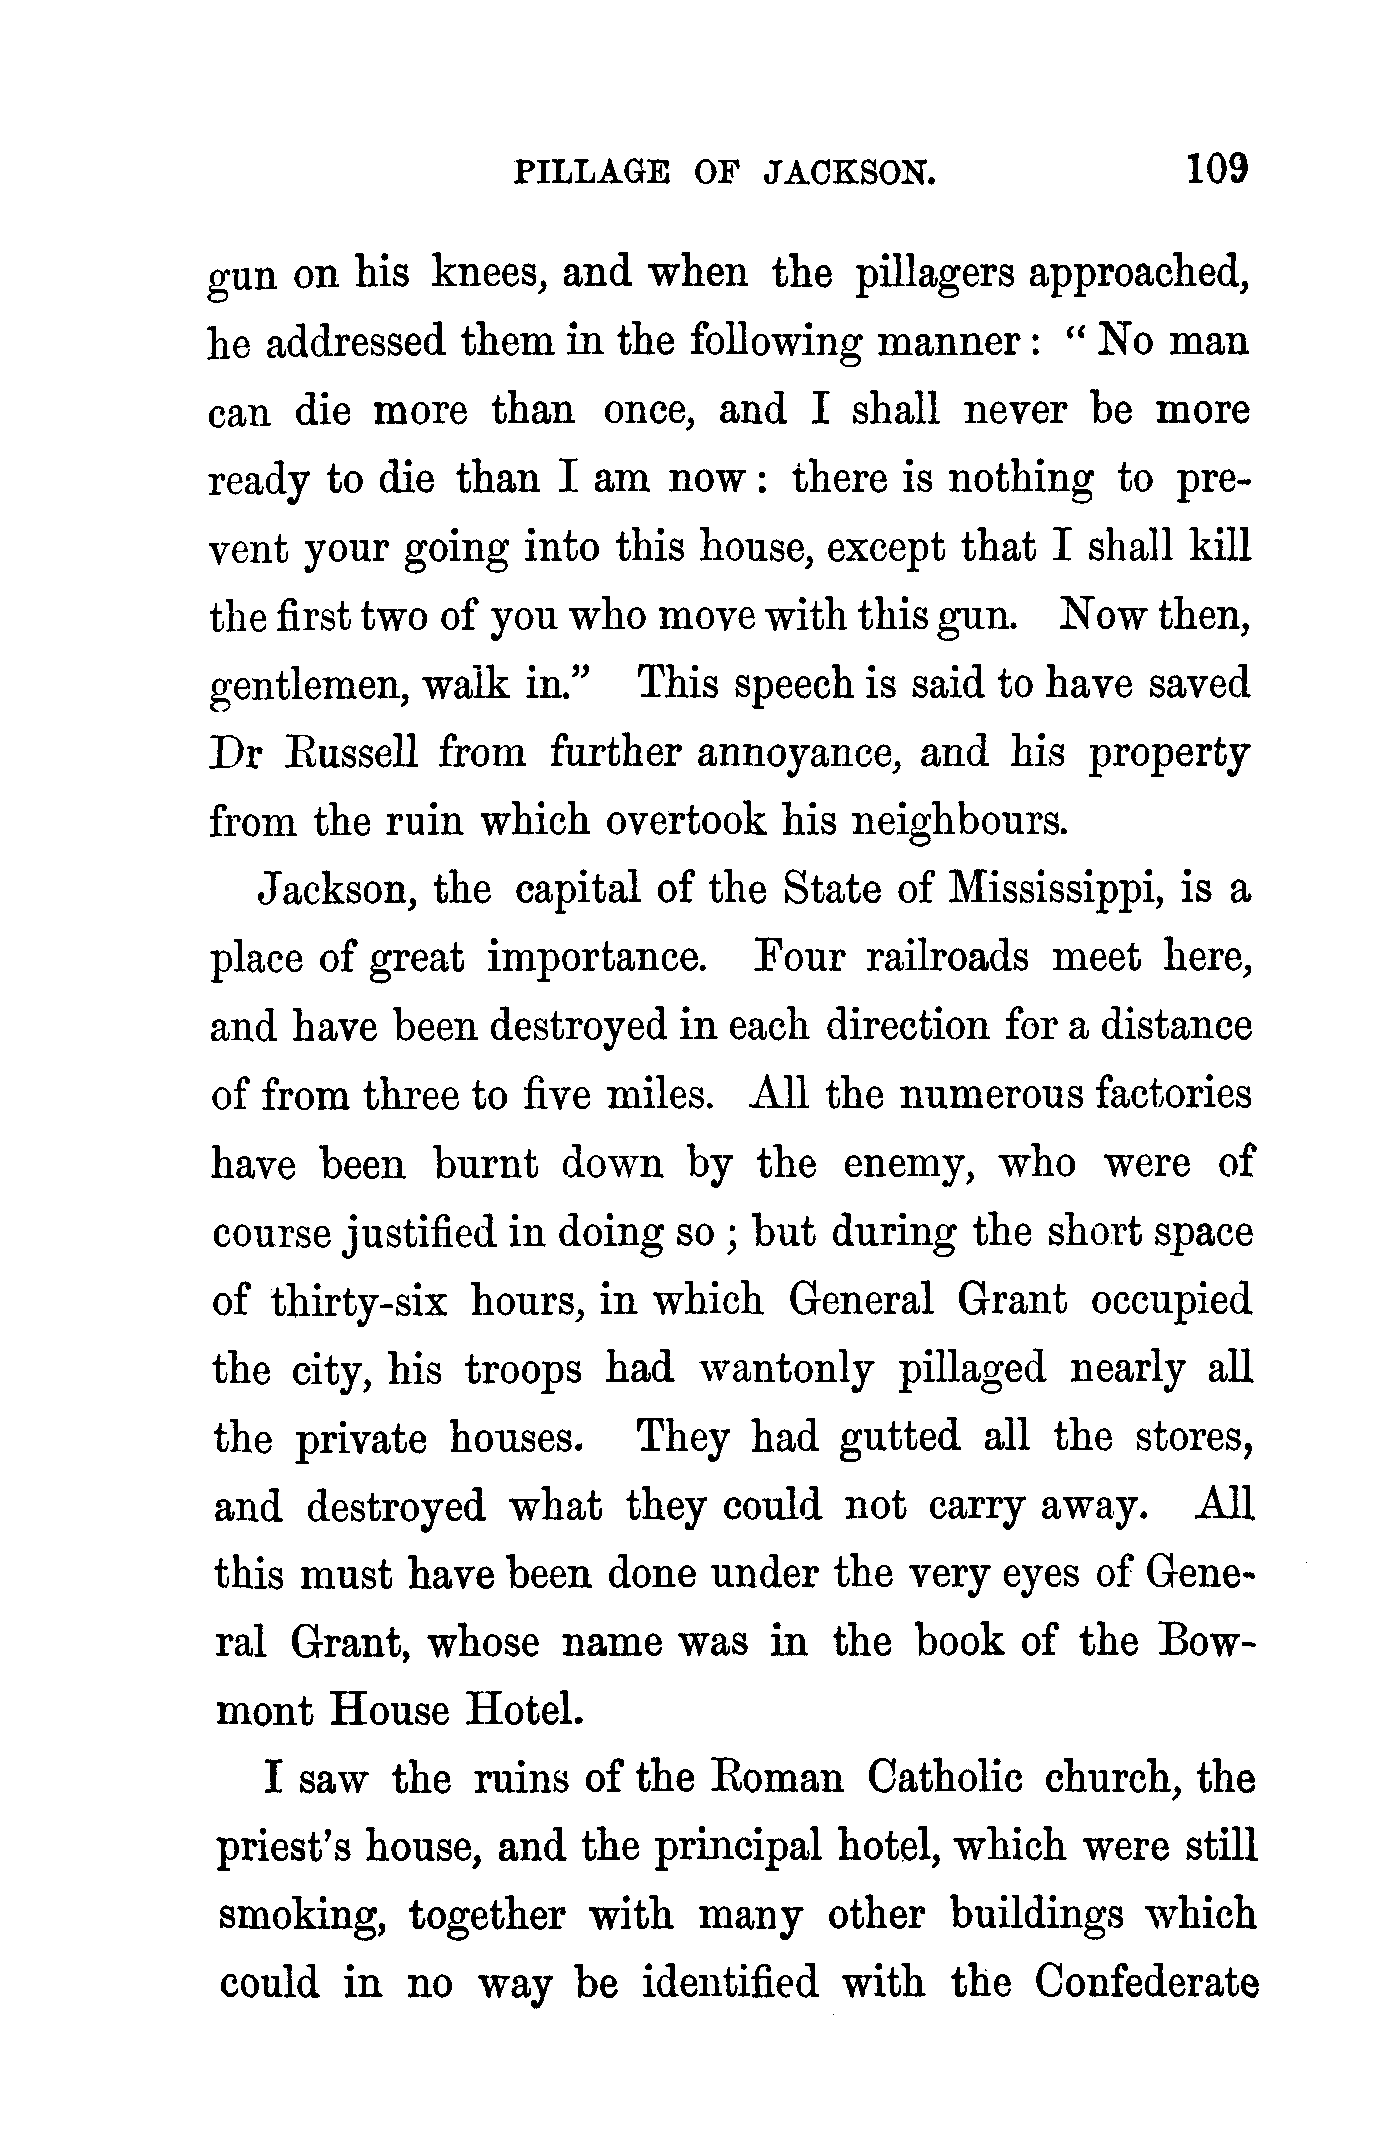 PILLAGE OF JACKSON. 109
gun on his knees, and when the pillagers approached,
he addressed them in the following manner : “ No man
can die more than once, and I shall never be more
ready to die than I am now : there is nothing to pre-
vent your going into this house, except that I shall kill
the first two of you who move with this gun. Now then,
gentlemen, walk in.” This speech is said to have saved
Dr Russell from further annoyance, and his property
from the ruin which overtook his neighbours.
Jackson, the capital of the State of Mississippi, is a
place of great importance. Four railroads meet here,
and have been destroyed in each direction for a distance
of from three to five miles. All the numerous factories
have been burnt down by the enemy, who were of
course justified in doing so ; but during the short space
of thirty-six hours, in which General Grant occupied
the city, his troops had wantonly pillaged nearly all
the private houses. They had gutted all the stores,
and destroyed what they could not carry away. All
this must have been done under the very eyes of Gene-
ral Grant, whose name was in the book of the Bow-
mont House Hotel.
I saw the ruins of the Roman Catholic church, the
priest’s house, and the principal hotel, which were still
smoking, together with many other buildings which
could in no way be identified with the Confederate